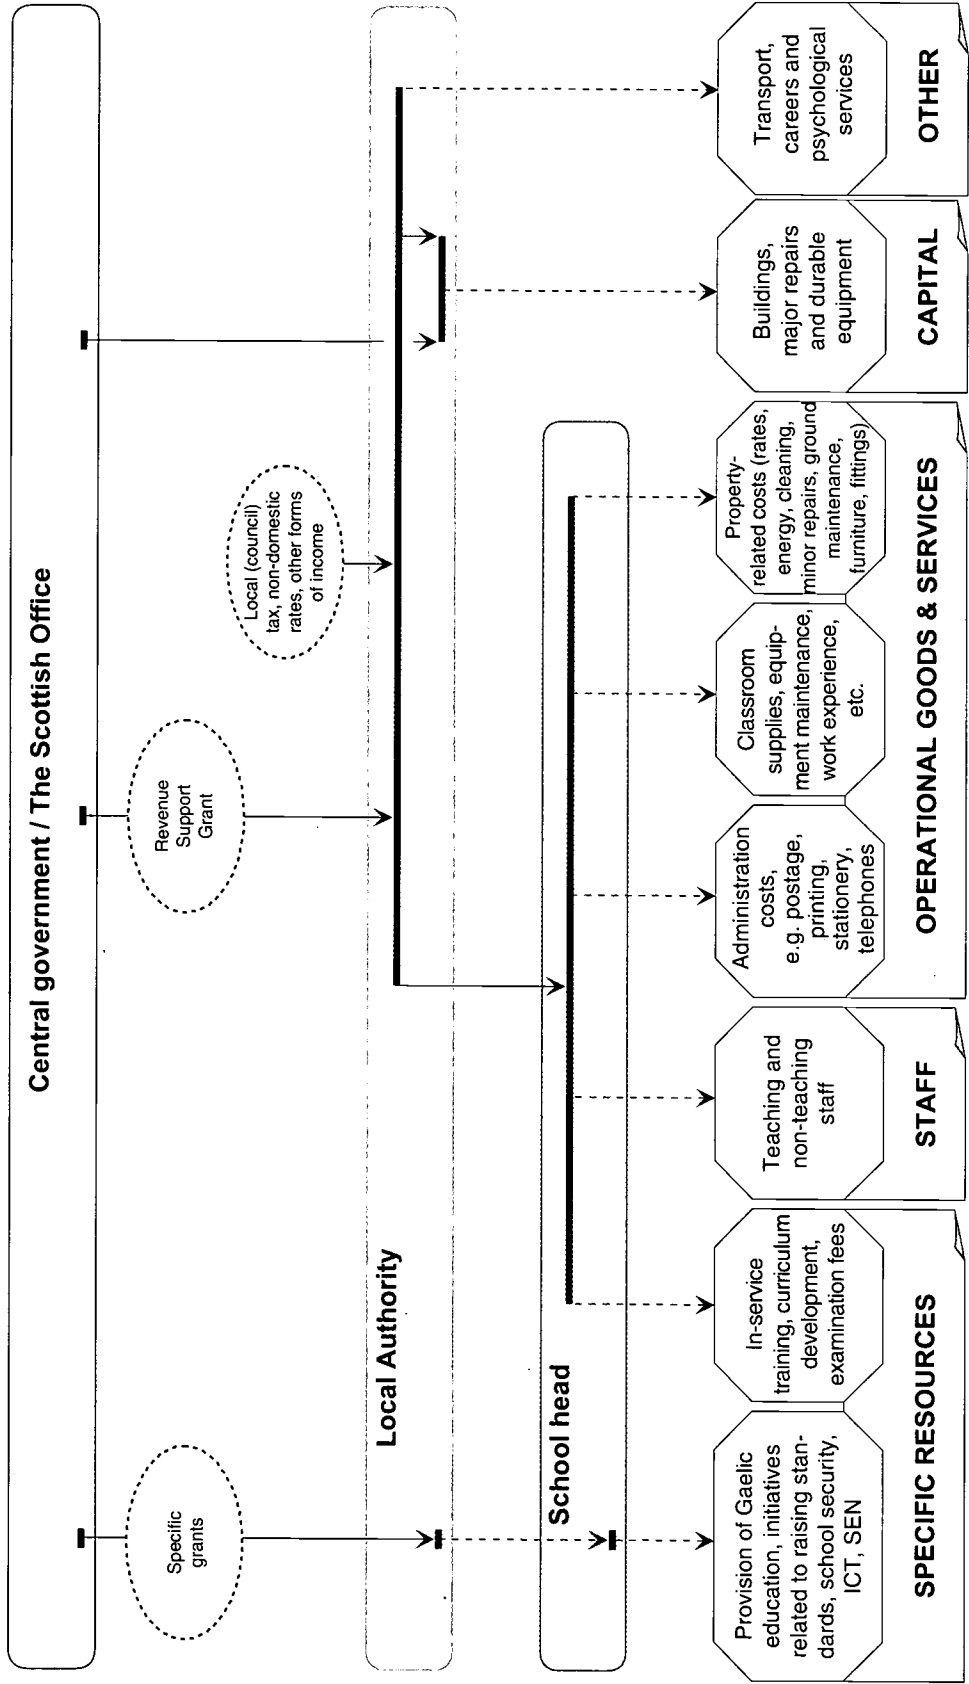 Central government / The Scottish Office
Specific
grants
Revenue
Support
Grant
Local (council)
tax, non-domestic
rates, other forms
of income
Local Authority
School head
Provision of Gaelic
education, initiatives
related to raising stan-
dards, school security,
ICT, SEN
In-service
training, curriculum
development,
examination fees
Teaching and
non-teaching
staff
Administration
costs,
e.g. postage,
printing,
stationery,
telephones
Classroom
supplies, equip-
ment maintenance,
work experience,
etc.
Property-
related costs (rates,
energy, cleaning,
minor repairs, ground
maintenance,
furniture, fittings)
Buildings,
major repairs
and durable
equipment
Transport,
careers and
psychological
services
SPECIFIC RESOURCES
STAFF
OPERATIONAL GOODS & SERVICES
CAPITAL
OTHER